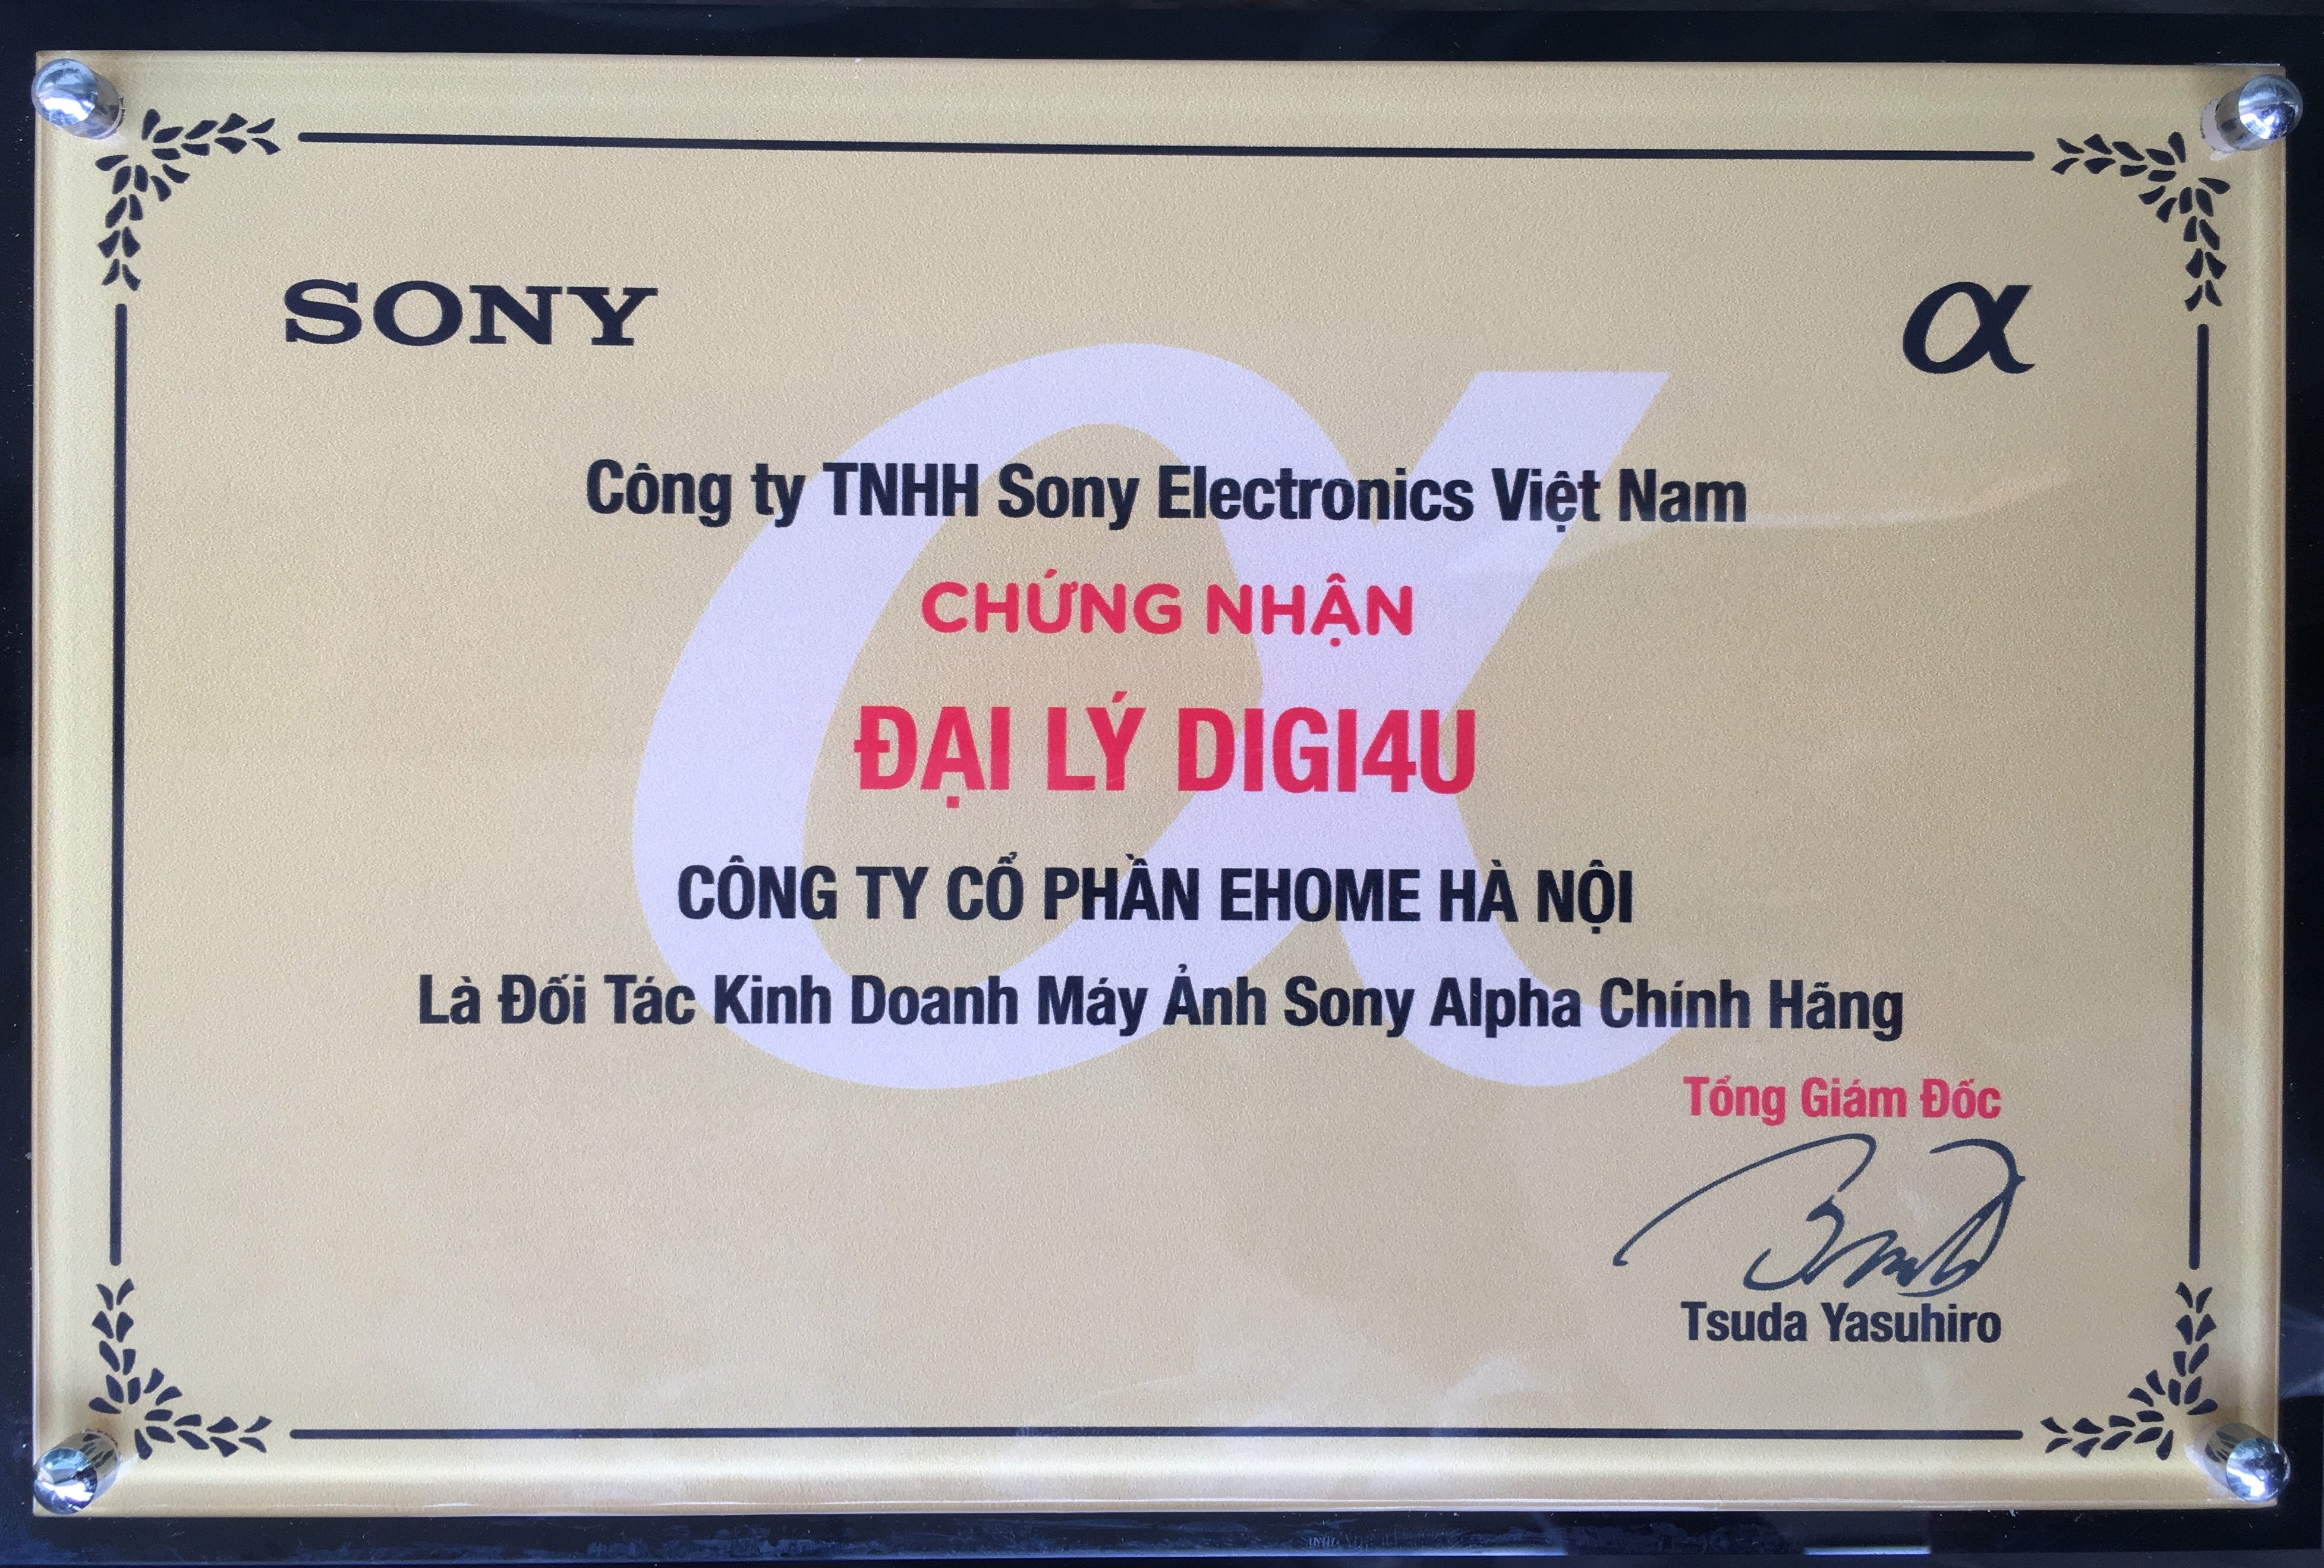 SONY α
Công ty TNHH Sony Electronics Việt Nam
CHỨNG NHẬN
ĐẠI LÝ DIGI4U
CÔNG TY CỔ PHẦN EHOME HÀ NỘI
Là Đối Tác Kinh Doanh Máy Ảnh Sony Alpha Chính Hãng
Tổng Giám Đốc
Tsuda Yasuhiro